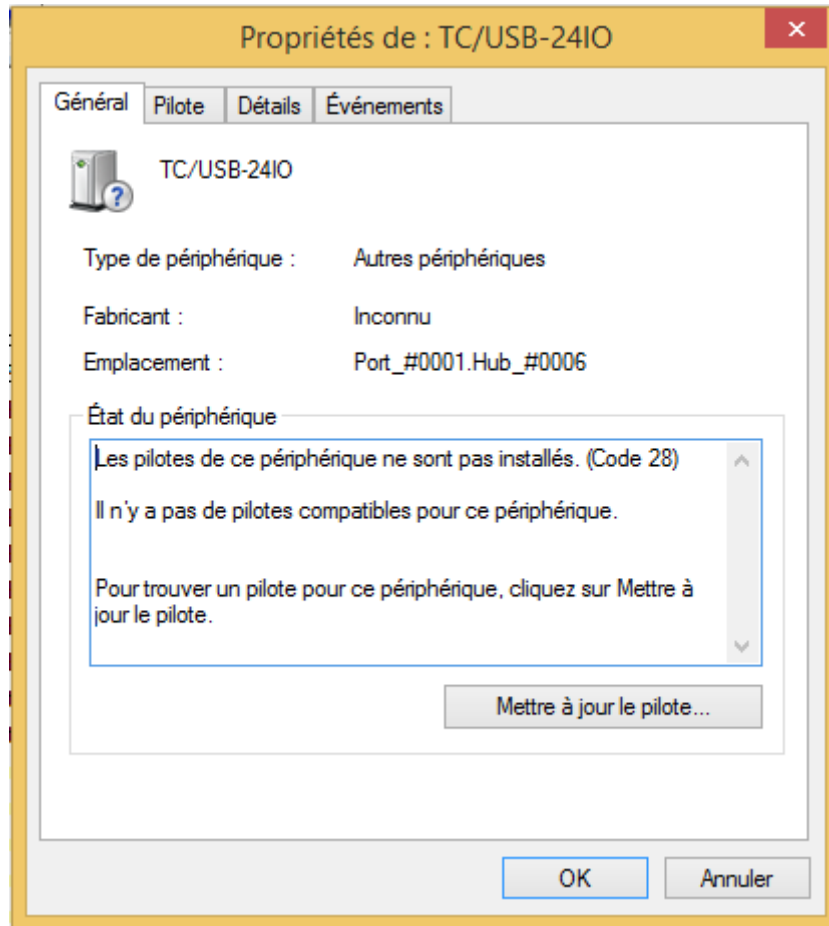 Propriétés de : TC/USB-24IO
Général Pilote Détails Événements
TC/USB-24IO
Type de périphérique : Autres périphériques
Fabricant : Inconnu
Emplacement : Port_#0001.Hub_#0006
État du périphérique
Les pilotes de ce périphérique ne sont pas installés. (Code 28)
Il n'y a pas de pilotes compatibles pour ce périphérique.
Pour trouver un pilote pour ce périphérique, cliquez sur Mettre à
jour le pilote.
Mettre à jour le pilote...
OK Annuler